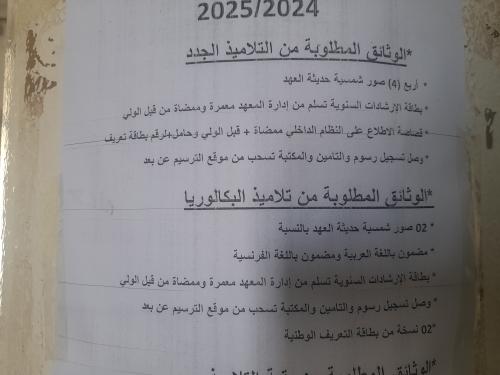 2025/2024
*الوثائق المطلوبة من التلاميذ الجدد
* أربع (4) صور شمسية حديثة العهد
* بطاقة الإرشادات السنوية تسلم من إدارة المعهد معمرة وممضاة من قبل الولي
* قصاصة الاطلاع على النظام الداخلي ممضاة + قبل الولي وحامل+لرقم بطاقة تعريف
* وصل تسجيل رسوم والتامين والمكتبة تسحب من موقع الترسيم عن بعد
*الوثائق المطلوبة من تلاميذ البكالوريا
* 02 صور شمسية حديثة العهد بالنسبة
* مضمون باللغة العربية ومضمون باللغة الفرنسية
* بطاقة الإرشادات السنوية تسلم من إدارة المعهد معمرة وممضاة من قبل الولي
* وصل تسجيل رسوم والتامين والمكتبة تسحب من موقع الترسيم عن بعد
*02 نسخة من بطاقة التعريف الوطنية
*الوثائق المطلوبة من